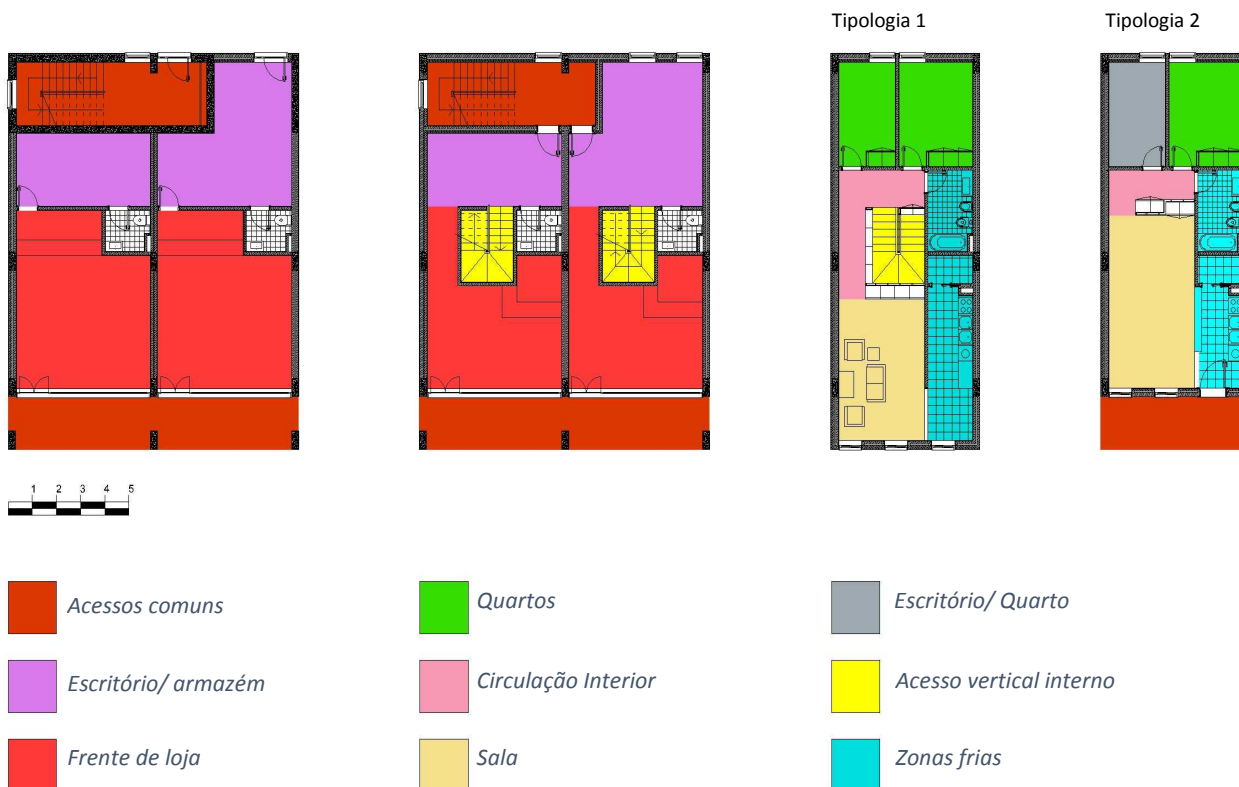 Tipologia 1
Tipologia 2
1 2 3 4 5
Acessos comuns
Quartos
Escritório/ Quarto
Escritório/ armazém
Circulação Interior
Acesso vertical interno
Frente de loja
Sala
Zonas frias